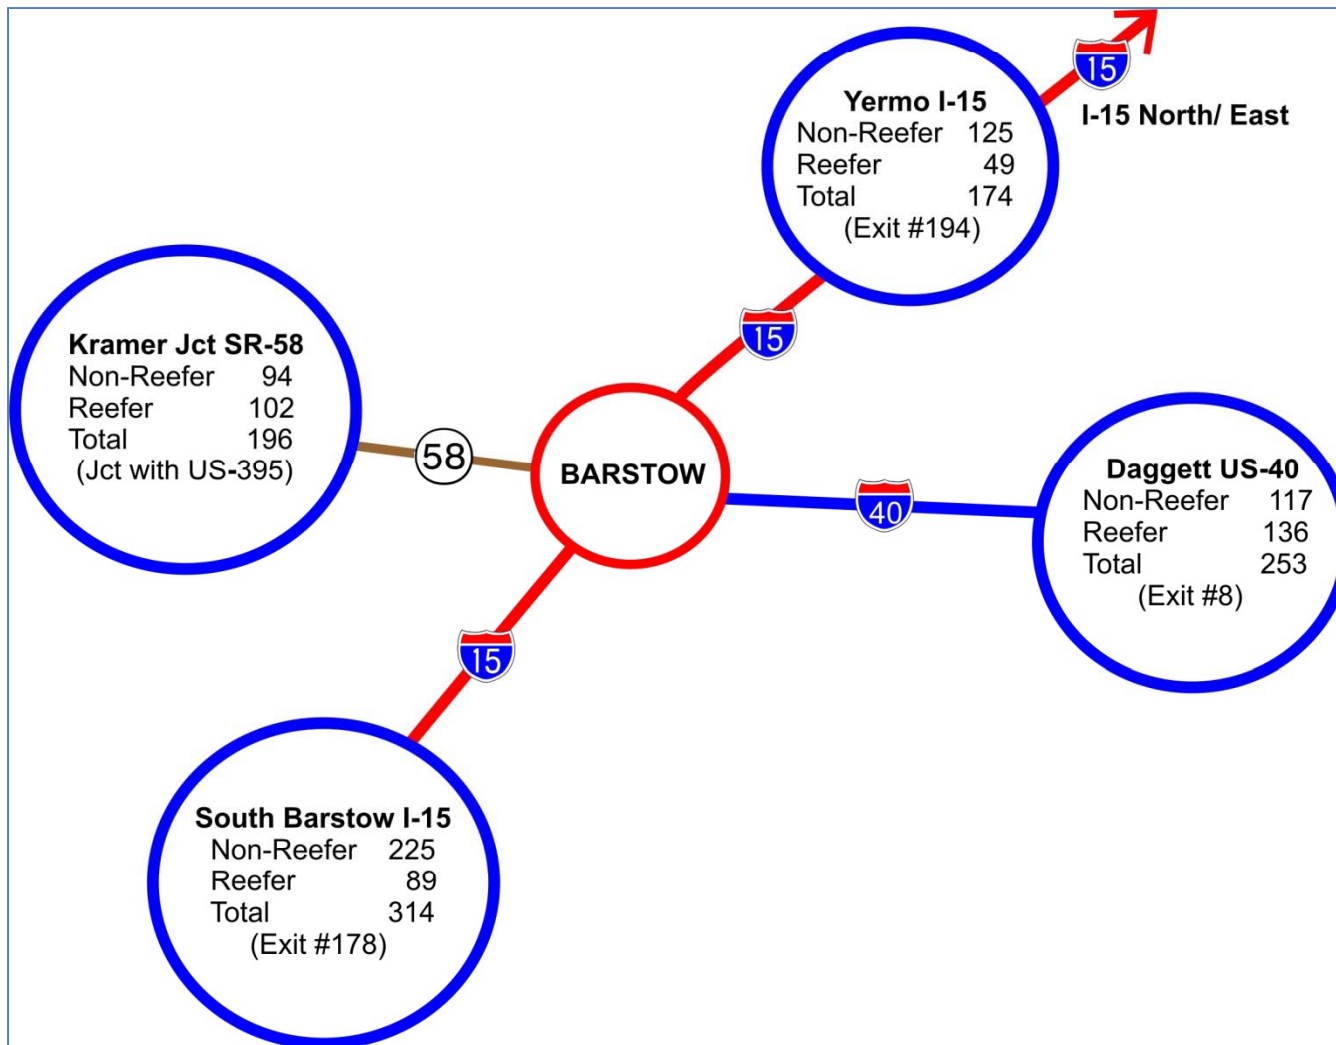 15
I-15 North/ East
Yermo I-15
Non-Reefer 125
Reefer 49
Total 174
(Exit #194)
15
Kramer Jct SR-58
Non-Reefer 94
Reefer 102
Total 196
(Jct with US-395)
58
BARSTOW
40
Daggett US-40
Non-Reefer 117
Reefer 136
Total 253
(Exit #8)
15
South Barstow I-15
Non-Reefer 225
Reefer 89
Total 314
(Exit #178)